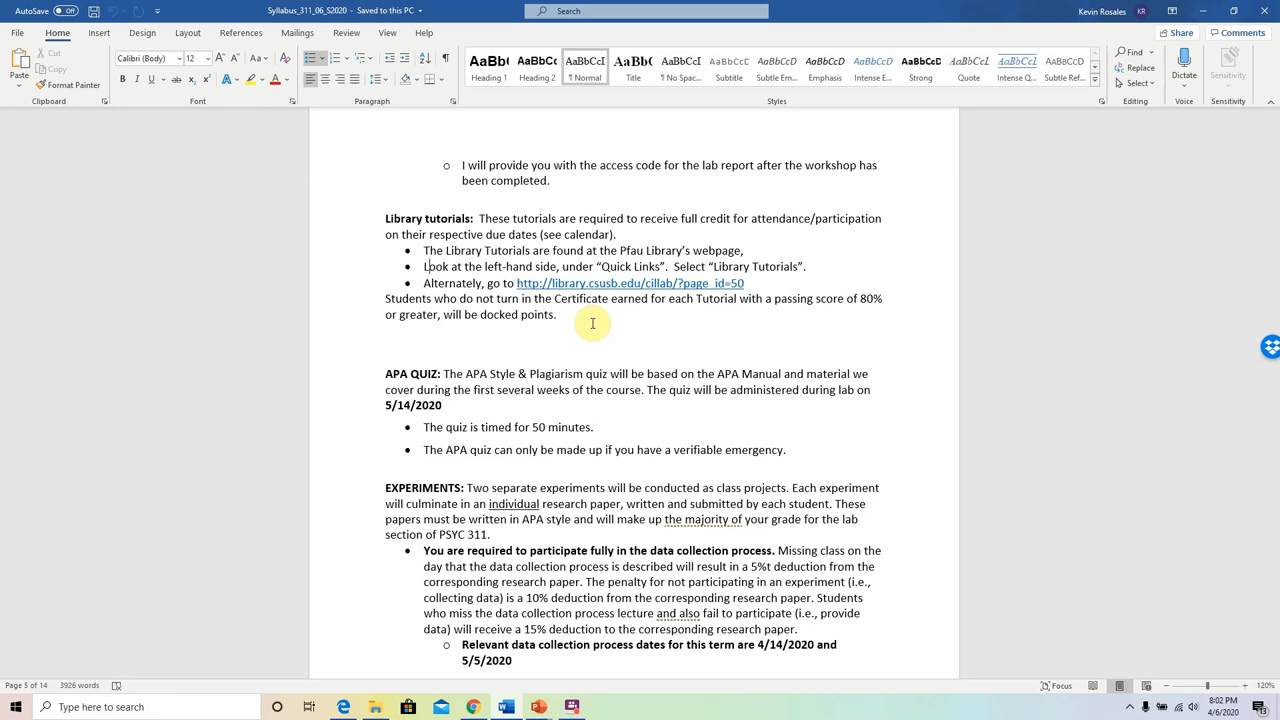 AutoSave Off Syllabus_311_06_S2020 Search Kevin Rosales
File Home Insert Design Layout References Mailings Review View Help Share Comments
Paste Cut Copy Format Painter Clipboard
Calibri (Body) 12 Font
Paragraph
AaBbCcI Heading 1 AaBbCc Heading 2 AaBbCcI ¶ Normal AaBbC Title AaBbCcI ¶ No Spac... AaBbCcD Subtitle AaBbCcD Subtle Em... AaBbCcD Emphasis AaBbCcD Intense E... AaBbCcD Strong AaBbCcD Quote AaBbCcD Intense Q... AaBbCcD Subtle Ref...
Styles
Find Replace Select Editing
Dictate Voice
Sensitivity Sensitivity
o I will provide you with the access code for the lab report after the workshop has
been completed.
Library tutorials: These tutorials are required to receive full credit for attendance/participation
on their respective due dates (see calendar).
• The Library Tutorials are found at the Pfau Library's webpage,
• Look at the left-hand side, under “Quick Links”. Select “Library Tutorials”.
• Alternately, go to http://library.csusb.edu/cillab/?page_id=50
Students who do not turn in the Certificate earned for each Tutorial with a passing score of 80%
or greater, will be docked points.
APA QUIZ: The APA Style & Plagiarism quiz will be based on the APA Manual and material we
cover during the first several weeks of the course. The quiz will be administered during lab on
5/14/2020
• The quiz is timed for 50 minutes.
• The APA quiz can only be made up if you have a verifiable emergency.
EXPERIMENTS: Two separate experiments will be conducted as class projects. Each experiment
will culminate in an individual research paper, written and submitted by each student. These
papers must be written in APA style and will make up the majority of your grade for the lab
section of PSYC 311.
• You are required to participate fully in the data collection process. Missing class on the
day that the data collection process is described will result in a 5%t deduction from the
corresponding research paper. The penalty for not participating in an experiment (i.e.,
collecting data) is a 10% deduction from the corresponding research paper. Students
who miss the data collection process lecture and also fail to participate (i.e., provide
data) will receive a 15% deduction to the corresponding research paper.
o Relevant data collection process dates for this term are 4/14/2020 and
5/5/2020
Page 5 of 14 3926 words Focus 120%
Type here to search 8:02 PM
4/6/2020